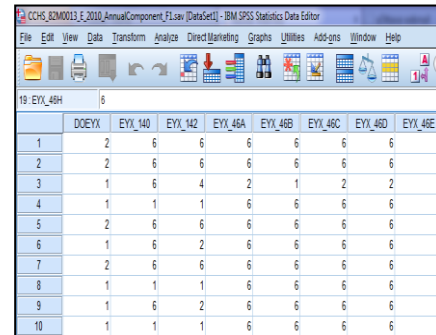 CCHS_82M0013_E_2010_AnnualComponent_F1.sav [DataSet1] - IBM SPSS Statistics Data Editor
File Edit View Data Transform Analyze Direct Marketing Graphs Utilities Add-ons Window Help
19 : EYX_46H 6
DOEYX EYX_140 EYX_142 EYX_46A EYX_46B EYX_46C EYX_46D EYX_46E
1 2 6 6 6 6 6 6
2 2 6 6 6 6 6 6
3 1 6 4 2 1 2 2
4 1 1 1 6 6 6 6
5 2 6 6 6 6 6 6
6 1 6 2 6 6 6 6
7 2 6 6 6 6 6 6
8 1 1 1 6 6 6 6
9 1 6 2 6 6 6 6
10 1 1 1 6 6 6 6